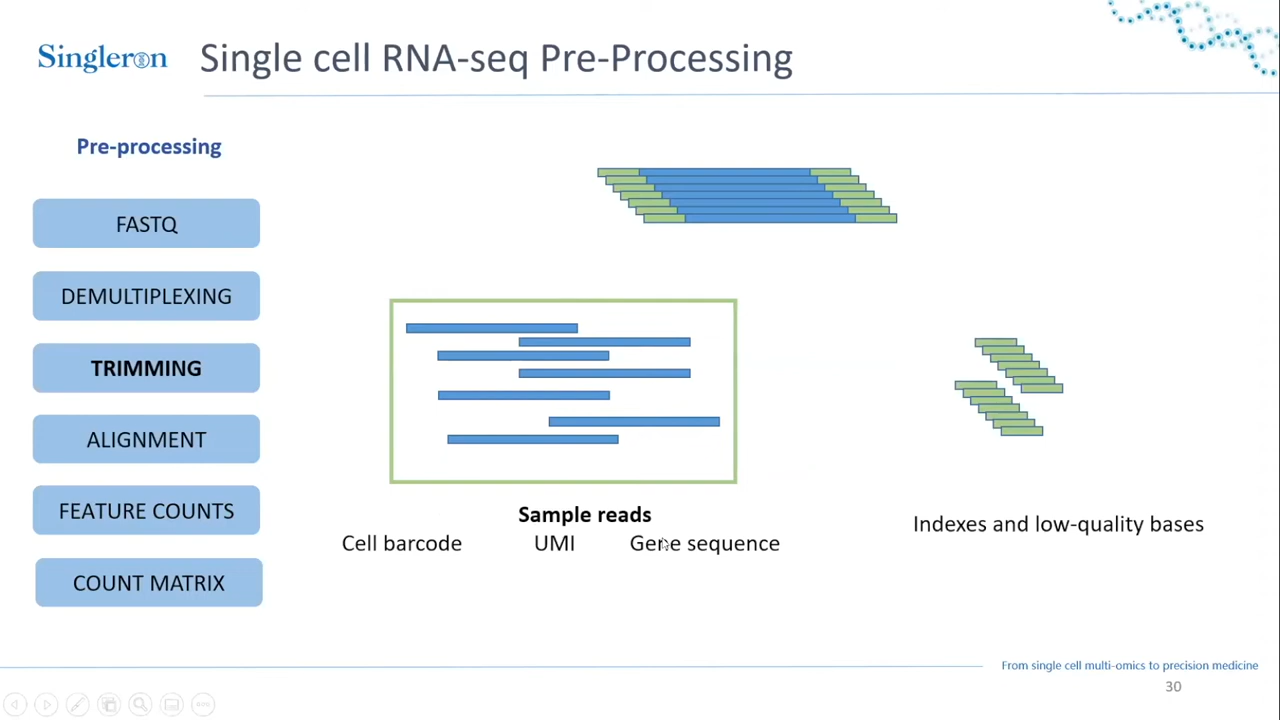 Singleron
Single cell RNA-seq Pre-Processing
Pre-processing
FASTQ
DEMULTIPLEXING
TRIMMING
ALIGNMENT
FEATURE COUNTS
COUNT MATRIX
Sample reads
Cell barcode UMI Gene sequence
Indexes and low-quality bases
From single cell multi-omics to precision medicine
30